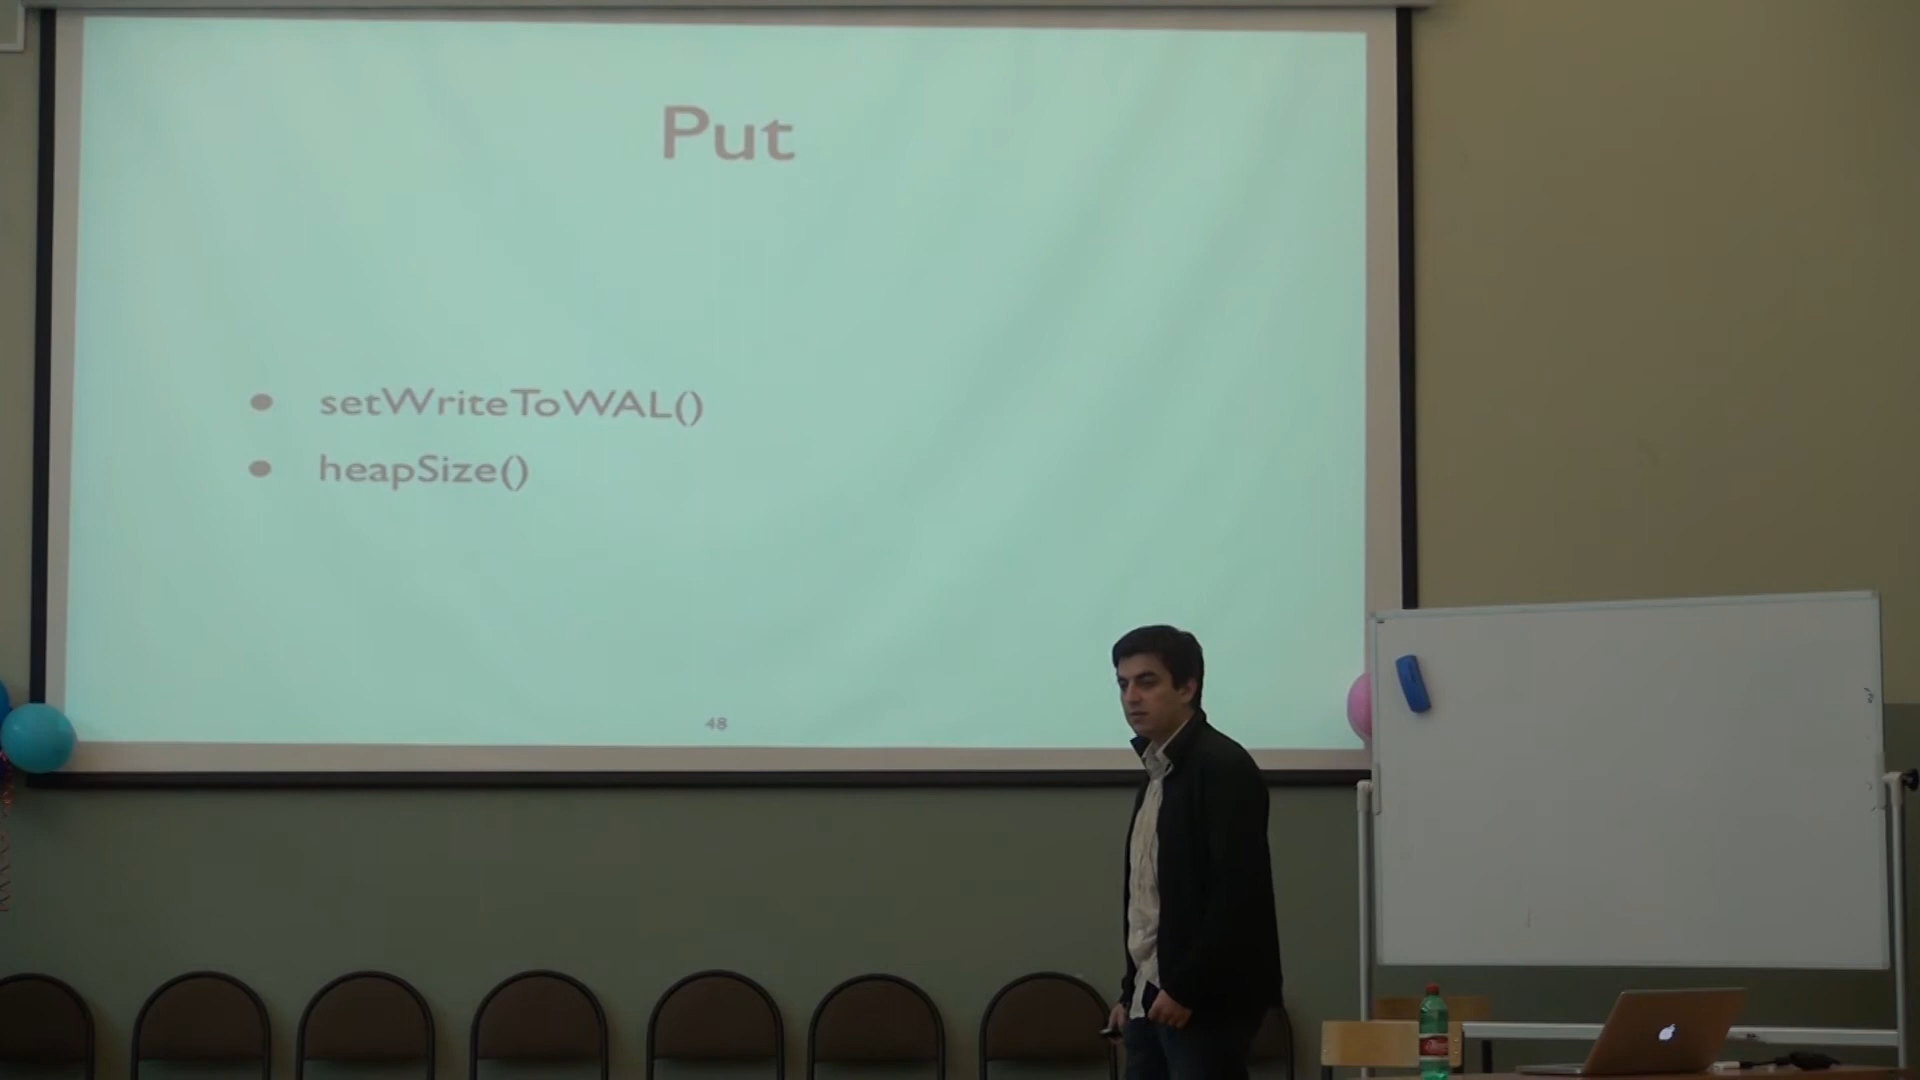 Put
● setWriteToWAL()
● heapSize()
48